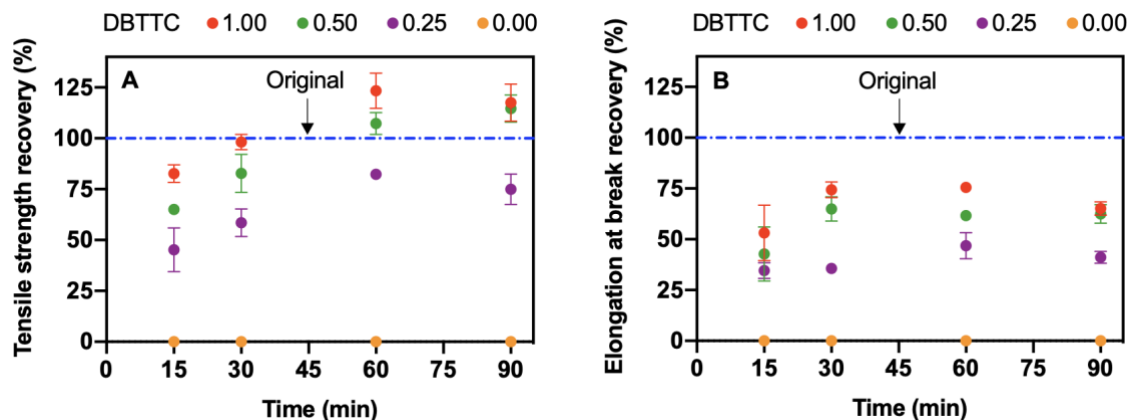 DBTTC 1.00 0.50 0.25 0.00
A
Original
Tensile strength recovery (%)
125
100
75
50
25
0
0 15 30 45 60 75 90
Time (min)
DBTTC 1.00 0.50 0.25 0.00
B
Original
Elongation at break recovery (%)
125
100
75
50
25
0
0 15 30 45 60 75 90
Time (min)